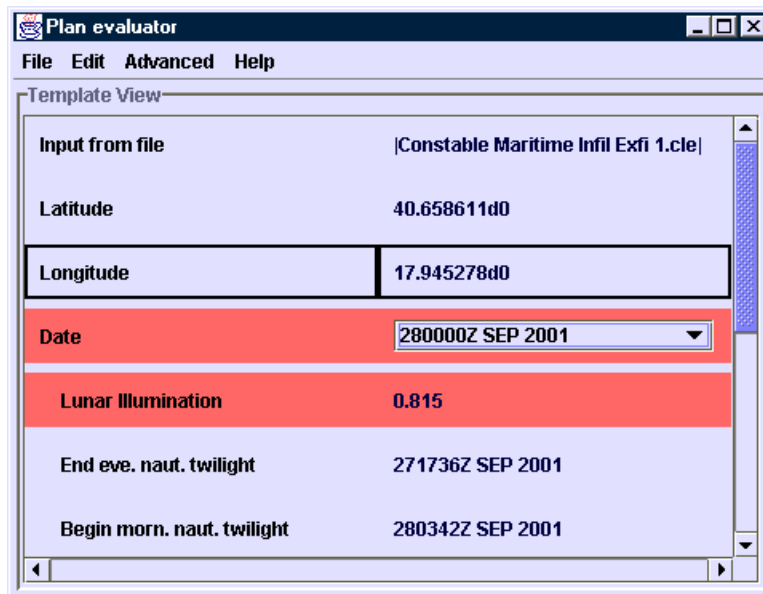 Plan evaluator
File Edit Advanced Help
Template View
Input from file |Constable Maritime Infil Exfi 1.cle|
Latitude 40.658611d0
Longitude 17.945278d0
Date 280000Z SEP 2001
Lunar Illumination 0.815
End eve. naut. twilight 271736Z SEP 2001
Begin morn. naut. twilight 280342Z SEP 2001